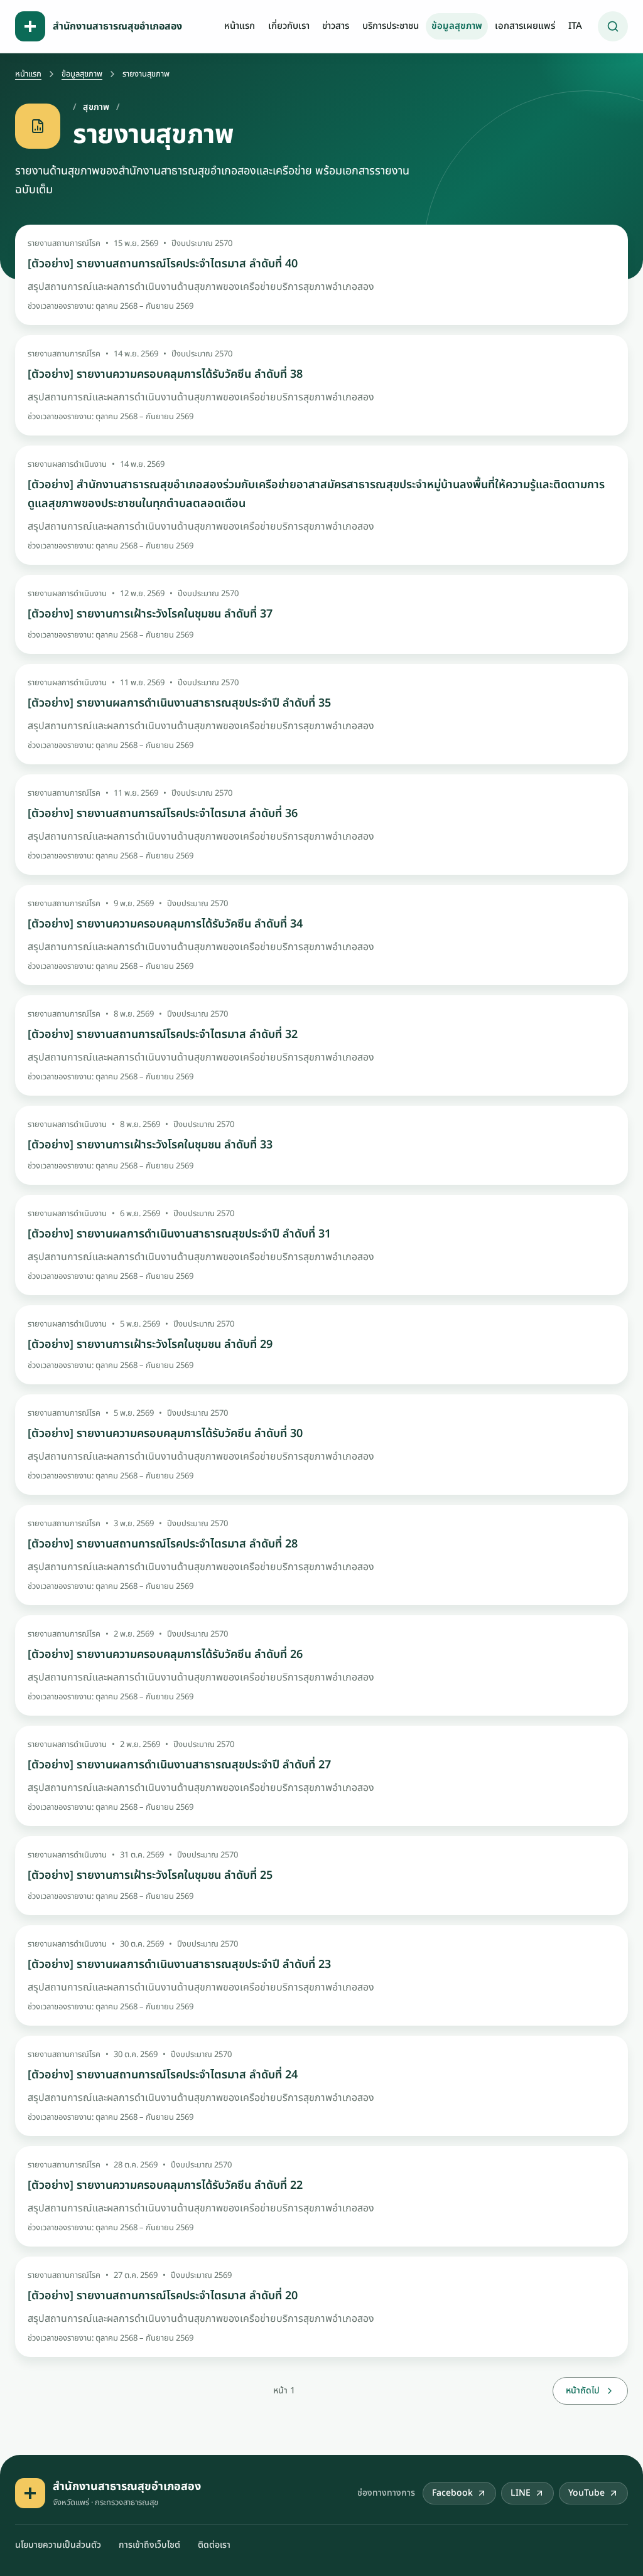 สำนักงานสาธารณสุขอำเภอสอง
หน้าแรก เกี่ยวกับเรา ข่าวสาร บริการประชาชน ข้อมูลสุขภาพ เอกสารเผยแพร่ ITA
หน้าแรก > ข้อมูลสุขภาพ > รายงานสุขภาพ
/ สุขภาพ /
รายงานสุขภาพ
รายงานด้านสุขภาพของสำนักงานสาธารณสุขอำเภอสองและเครือข่าย พร้อมเอกสารรายงาน
ฉบับเต็ม
รายงานสถานการณ์โรค • 15 พ.ย. 2569 • ปีงบประมาณ 2570
[ตัวอย่าง] รายงานสถานการณ์โรคประจำไตรมาส ลำดับที่ 40
สรุปสถานการณ์และผลการดำเนินงานด้านสุขภาพของเครือข่ายบริการสุขภาพอำเภอสอง
ช่วงเวลาของรายงาน: ตุลาคม 2568 – กันยายน 2569
รายงานสถานการณ์โรค • 14 พ.ย. 2569 • ปีงบประมาณ 2570
[ตัวอย่าง] รายงานความครอบคลุมการได้รับวัคซีน ลำดับที่ 38
สรุปสถานการณ์และผลการดำเนินงานด้านสุขภาพของเครือข่ายบริการสุขภาพอำเภอสอง
ช่วงเวลาของรายงาน: ตุลาคม 2568 – กันยายน 2569
รายงานผลการดำเนินงาน • 14 พ.ย. 2569
[ตัวอย่าง] สำนักงานสาธารณสุขอำเภอสองร่วมกับเครือข่ายอาสาสมัครสาธารณสุขประจำหมู่บ้านลงพื้นที่ให้ความรู้และติดตามการ
ดูแลสุขภาพของประชาชนในทุกตำบลตลอดเดือน
สรุปสถานการณ์และผลการดำเนินงานด้านสุขภาพของเครือข่ายบริการสุขภาพอำเภอสอง
ช่วงเวลาของรายงาน: ตุลาคม 2568 – กันยายน 2569
รายงานผลการดำเนินงาน • 12 พ.ย. 2569 • ปีงบประมาณ 2570
[ตัวอย่าง] รายงานการเฝ้าระวังโรคในชุมชน ลำดับที่ 37
ช่วงเวลาของรายงาน: ตุลาคม 2568 – กันยายน 2569
รายงานผลการดำเนินงาน • 11 พ.ย. 2569 • ปีงบประมาณ 2570
[ตัวอย่าง] รายงานผลการดำเนินงานสาธารณสุขประจำปี ลำดับที่ 35
สรุปสถานการณ์และผลการดำเนินงานด้านสุขภาพของเครือข่ายบริการสุขภาพอำเภอสอง
ช่วงเวลาของรายงาน: ตุลาคม 2568 – กันยายน 2569
รายงานสถานการณ์โรค • 11 พ.ย. 2569 • ปีงบประมาณ 2570
[ตัวอย่าง] รายงานสถานการณ์โรคประจำไตรมาส ลำดับที่ 36
สรุปสถานการณ์และผลการดำเนินงานด้านสุขภาพของเครือข่ายบริการสุขภาพอำเภอสอง
ช่วงเวลาของรายงาน: ตุลาคม 2568 – กันยายน 2569
รายงานสถานการณ์โรค • 9 พ.ย. 2569 • ปีงบประมาณ 2570
[ตัวอย่าง] รายงานความครอบคลุมการได้รับวัคซีน ลำดับที่ 34
สรุปสถานการณ์และผลการดำเนินงานด้านสุขภาพของเครือข่ายบริการสุขภาพอำเภอสอง
ช่วงเวลาของรายงาน: ตุลาคม 2568 – กันยายน 2569
รายงานสถานการณ์โรค • 8 พ.ย. 2569 • ปีงบประมาณ 2570
[ตัวอย่าง] รายงานสถานการณ์โรคประจำไตรมาส ลำดับที่ 32
สรุปสถานการณ์และผลการดำเนินงานด้านสุขภาพของเครือข่ายบริการสุขภาพอำเภอสอง
ช่วงเวลาของรายงาน: ตุลาคม 2568 – กันยายน 2569
รายงานผลการดำเนินงาน • 8 พ.ย. 2569 • ปีงบประมาณ 2570
[ตัวอย่าง] รายงานการเฝ้าระวังโรคในชุมชน ลำดับที่ 33
ช่วงเวลาของรายงาน: ตุลาคม 2568 – กันยายน 2569
รายงานผลการดำเนินงาน • 6 พ.ย. 2569 • ปีงบประมาณ 2570
[ตัวอย่าง] รายงานผลการดำเนินงานสาธารณสุขประจำปี ลำดับที่ 31
สรุปสถานการณ์และผลการดำเนินงานด้านสุขภาพของเครือข่ายบริการสุขภาพอำเภอสอง
ช่วงเวลาของรายงาน: ตุลาคม 2568 – กันยายน 2569
รายงานผลการดำเนินงาน • 5 พ.ย. 2569 • ปีงบประมาณ 2570
[ตัวอย่าง] รายงานการเฝ้าระวังโรคในชุมชน ลำดับที่ 29
ช่วงเวลาของรายงาน: ตุลาคม 2568 – กันยายน 2569
รายงานสถานการณ์โรค • 5 พ.ย. 2569 • ปีงบประมาณ 2570
[ตัวอย่าง] รายงานความครอบคลุมการได้รับวัคซีน ลำดับที่ 30
สรุปสถานการณ์และผลการดำเนินงานด้านสุขภาพของเครือข่ายบริการสุขภาพอำเภอสอง
ช่วงเวลาของรายงาน: ตุลาคม 2568 – กันยายน 2569
รายงานสถานการณ์โรค • 3 พ.ย. 2569 • ปีงบประมาณ 2570
[ตัวอย่าง] รายงานสถานการณ์โรคประจำไตรมาส ลำดับที่ 28
สรุปสถานการณ์และผลการดำเนินงานด้านสุขภาพของเครือข่ายบริการสุขภาพอำเภอสอง
ช่วงเวลาของรายงาน: ตุลาคม 2568 – กันยายน 2569
รายงานสถานการณ์โรค • 2 พ.ย. 2569 • ปีงบประมาณ 2570
[ตัวอย่าง] รายงานความครอบคลุมการได้รับวัคซีน ลำดับที่ 26
สรุปสถานการณ์และผลการดำเนินงานด้านสุขภาพของเครือข่ายบริการสุขภาพอำเภอสอง
ช่วงเวลาของรายงาน: ตุลาคม 2568 – กันยายน 2569
รายงานผลการดำเนินงาน • 2 พ.ย. 2569 • ปีงบประมาณ 2570
[ตัวอย่าง] รายงานผลการดำเนินงานสาธารณสุขประจำปี ลำดับที่ 27
สรุปสถานการณ์และผลการดำเนินงานด้านสุขภาพของเครือข่ายบริการสุขภาพอำเภอสอง
ช่วงเวลาของรายงาน: ตุลาคม 2568 – กันยายน 2569
รายงานผลการดำเนินงาน • 31 ต.ค. 2569 • ปีงบประมาณ 2570
[ตัวอย่าง] รายงานการเฝ้าระวังโรคในชุมชน ลำดับที่ 25
ช่วงเวลาของรายงาน: ตุลาคม 2568 – กันยายน 2569
รายงานผลการดำเนินงาน • 30 ต.ค. 2569 • ปีงบประมาณ 2570
[ตัวอย่าง] รายงานผลการดำเนินงานสาธารณสุขประจำปี ลำดับที่ 23
สรุปสถานการณ์และผลการดำเนินงานด้านสุขภาพของเครือข่ายบริการสุขภาพอำเภอสอง
ช่วงเวลาของรายงาน: ตุลาคม 2568 – กันยายน 2569
รายงานสถานการณ์โรค • 30 ต.ค. 2569 • ปีงบประมาณ 2570
[ตัวอย่าง] รายงานสถานการณ์โรคประจำไตรมาส ลำดับที่ 24
สรุปสถานการณ์และผลการดำเนินงานด้านสุขภาพของเครือข่ายบริการสุขภาพอำเภอสอง
ช่วงเวลาของรายงาน: ตุลาคม 2568 – กันยายน 2569
รายงานสถานการณ์โรค • 28 ต.ค. 2569 • ปีงบประมาณ 2570
[ตัวอย่าง] รายงานความครอบคลุมการได้รับวัคซีน ลำดับที่ 22
สรุปสถานการณ์และผลการดำเนินงานด้านสุขภาพของเครือข่ายบริการสุขภาพอำเภอสอง
ช่วงเวลาของรายงาน: ตุลาคม 2568 – กันยายน 2569
รายงานสถานการณ์โรค • 27 ต.ค. 2569 • ปีงบประมาณ 2569
[ตัวอย่าง] รายงานสถานการณ์โรคประจำไตรมาส ลำดับที่ 20
สรุปสถานการณ์และผลการดำเนินงานด้านสุขภาพของเครือข่ายบริการสุขภาพอำเภอสอง
ช่วงเวลาของรายงาน: ตุลาคม 2568 – กันยายน 2569
หน้า 1
หน้าถัดไป
สำนักงานสาธารณสุขอำเภอสอง
จังหวัดแพร่ · กระทรวงสาธารณสุข
ช่องทางทางการ Facebook LINE YouTube
นโยบายความเป็นส่วนตัว การเข้าถึงเว็บไซต์ ติดต่อเรา